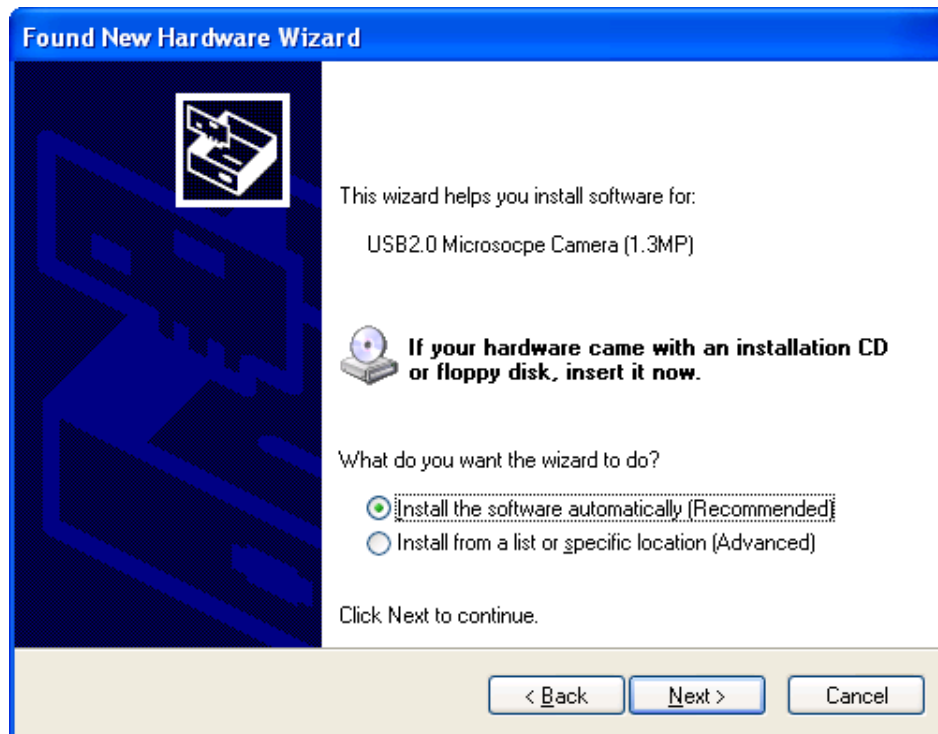 Found New Hardware Wizard
This wizard helps you install software for:
USB2.0 Microsocpe Camera (1.3MP)
If your hardware came with an installation CD
or floppy disk, insert it now.
What do you want the wizard to do?
Install the software automatically (Recommended)
Install from a list or specific location (Advanced)
Click Next to continue.
< Back Next > Cancel